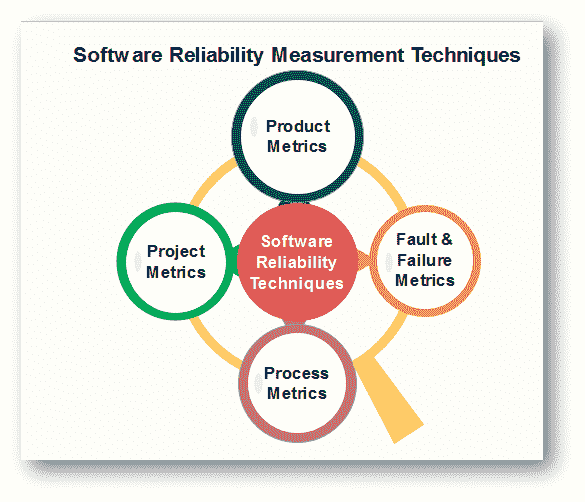 Software Reliability Measurement Techniques
Product
Metrics
Project
Metrics
Software
Reliability
Techniques
Fault &
Failure
Metrics
Process
Metrics